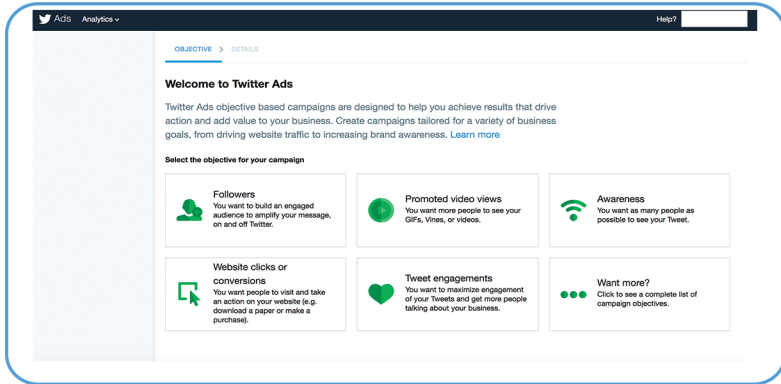 Ads Analytics Help?
OBJECTIVE > DETAILS
Welcome to Twitter Ads
Twitter Ads objective based campaigns are designed to help you achieve results that drive
action and add value to your business. Create campaigns tailored for a variety of business
goals, from driving website traffic to increasing brand awareness. Learn more
Select the objective for your campaign
Followers
You want to build an engaged
audience to amplify your message,
on and off Twitter.
Promoted video views
You want more people to see your
GIFs, Vines, or videos.
Awareness
You want as many people as
possible to see your Tweet.
Website clicks or
conversions
You want people to visit and take
an action on your website (e.g.
download a paper or make a
purchase).
Tweet engagements
You want to maximize engagement
of your Tweets and get more people
talking about your business.
Want more?
Click to see a complete list of
campaign objectives.